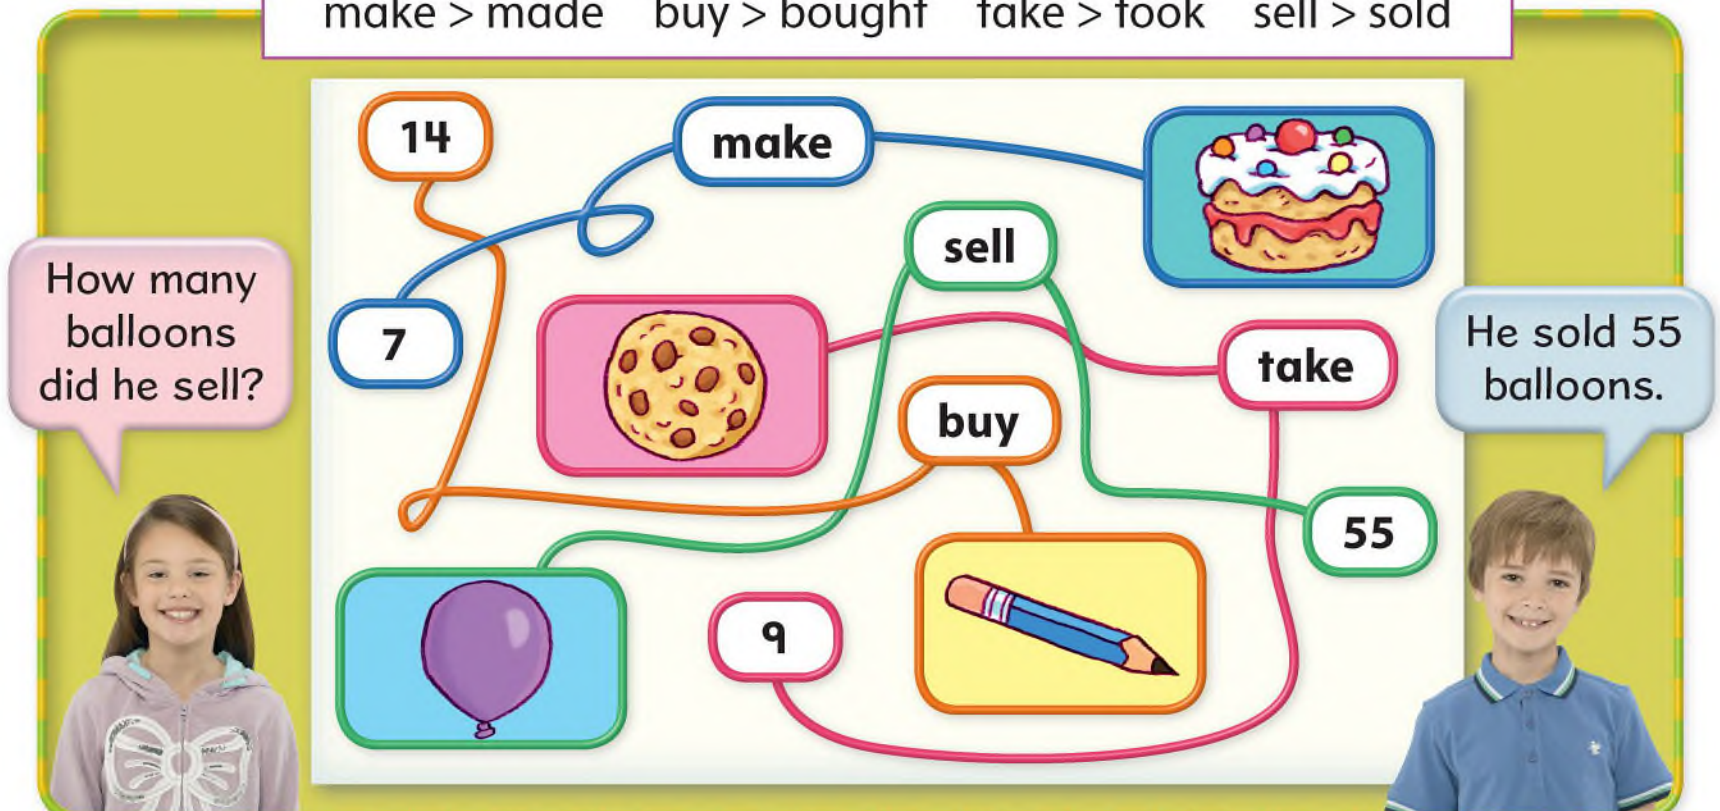 make > made buy > bought take > took sell > sold
14
make
sell
How many
balloons
did he sell?
7
take
He sold 55
balloons.
buy
55
9